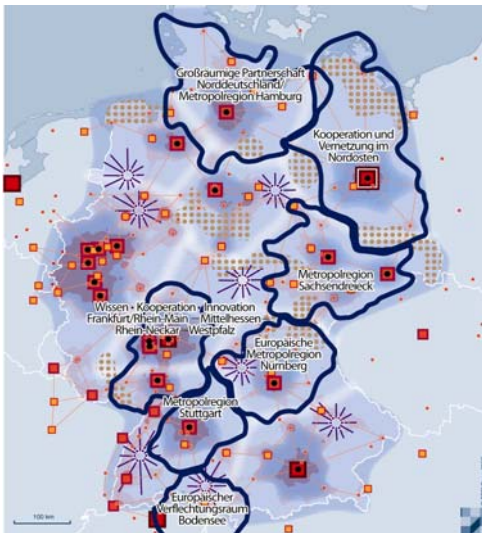 Großräumige Partnerschaft
Norddeutschland/
Metropolregion Hamburg
Kooperation und
Vernetzung im
Nordosten
Metropolregion
Sachsendreieck
Wissen Kooperation Innovation
Frankfurt/Rhein-Main Mittelhessen
Rhein-Neckar Westpfalz
Europäische
Metropolregion
Nürnberg
Metropolregion
Stuttgart
Europäischer
Verflechtungsraum
Bodensee
100 km